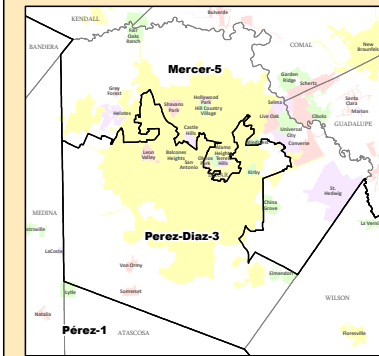 KENDALL
Fair
Oaks
Ranch
Bulverde
BANDERA
COMAL
New
Braunfels
Mercer-5
Garden
Ridge
Schertz
Grey
Forest
Hollywood
Park
Hill Country
Village
Shavano
Park
Selma
Santa
Clara
Marion
Helotes
Live Oak
Cibolo
GUADALUPE
Universal
City
Castle
Hills
Converse
Leon
Valley
Balcones
Heights
San
Antonio
Olmos
Park
Alamo
Heights
Terrell
Hills
Kirby
St.
Hedwig
China
Grove
MEDINA
La Vernia
Castroville
LaCoste
Perez-Diaz-3
Von Ormy
Elmendorf
Lytle
Somerset
WILSON
Natalia
Pérez-1
ATASCOSA
Floresville